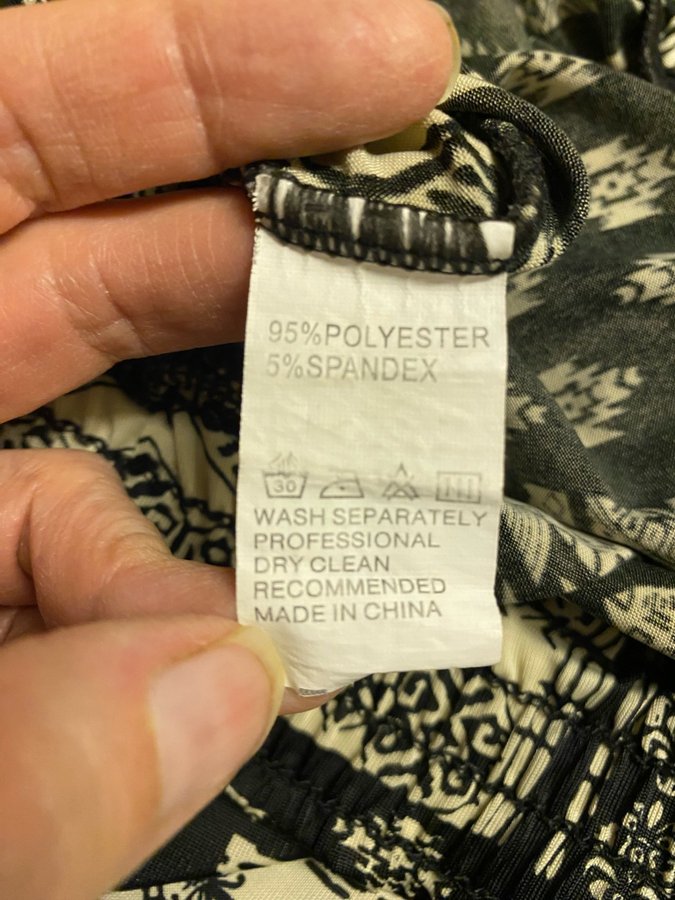 95%POLYESTER
5%SPANDEX
30
WASH SEPARATELY
PROFESSIONAL
DRY CLEAN
RECOMMENDED
MADE IN CHINA